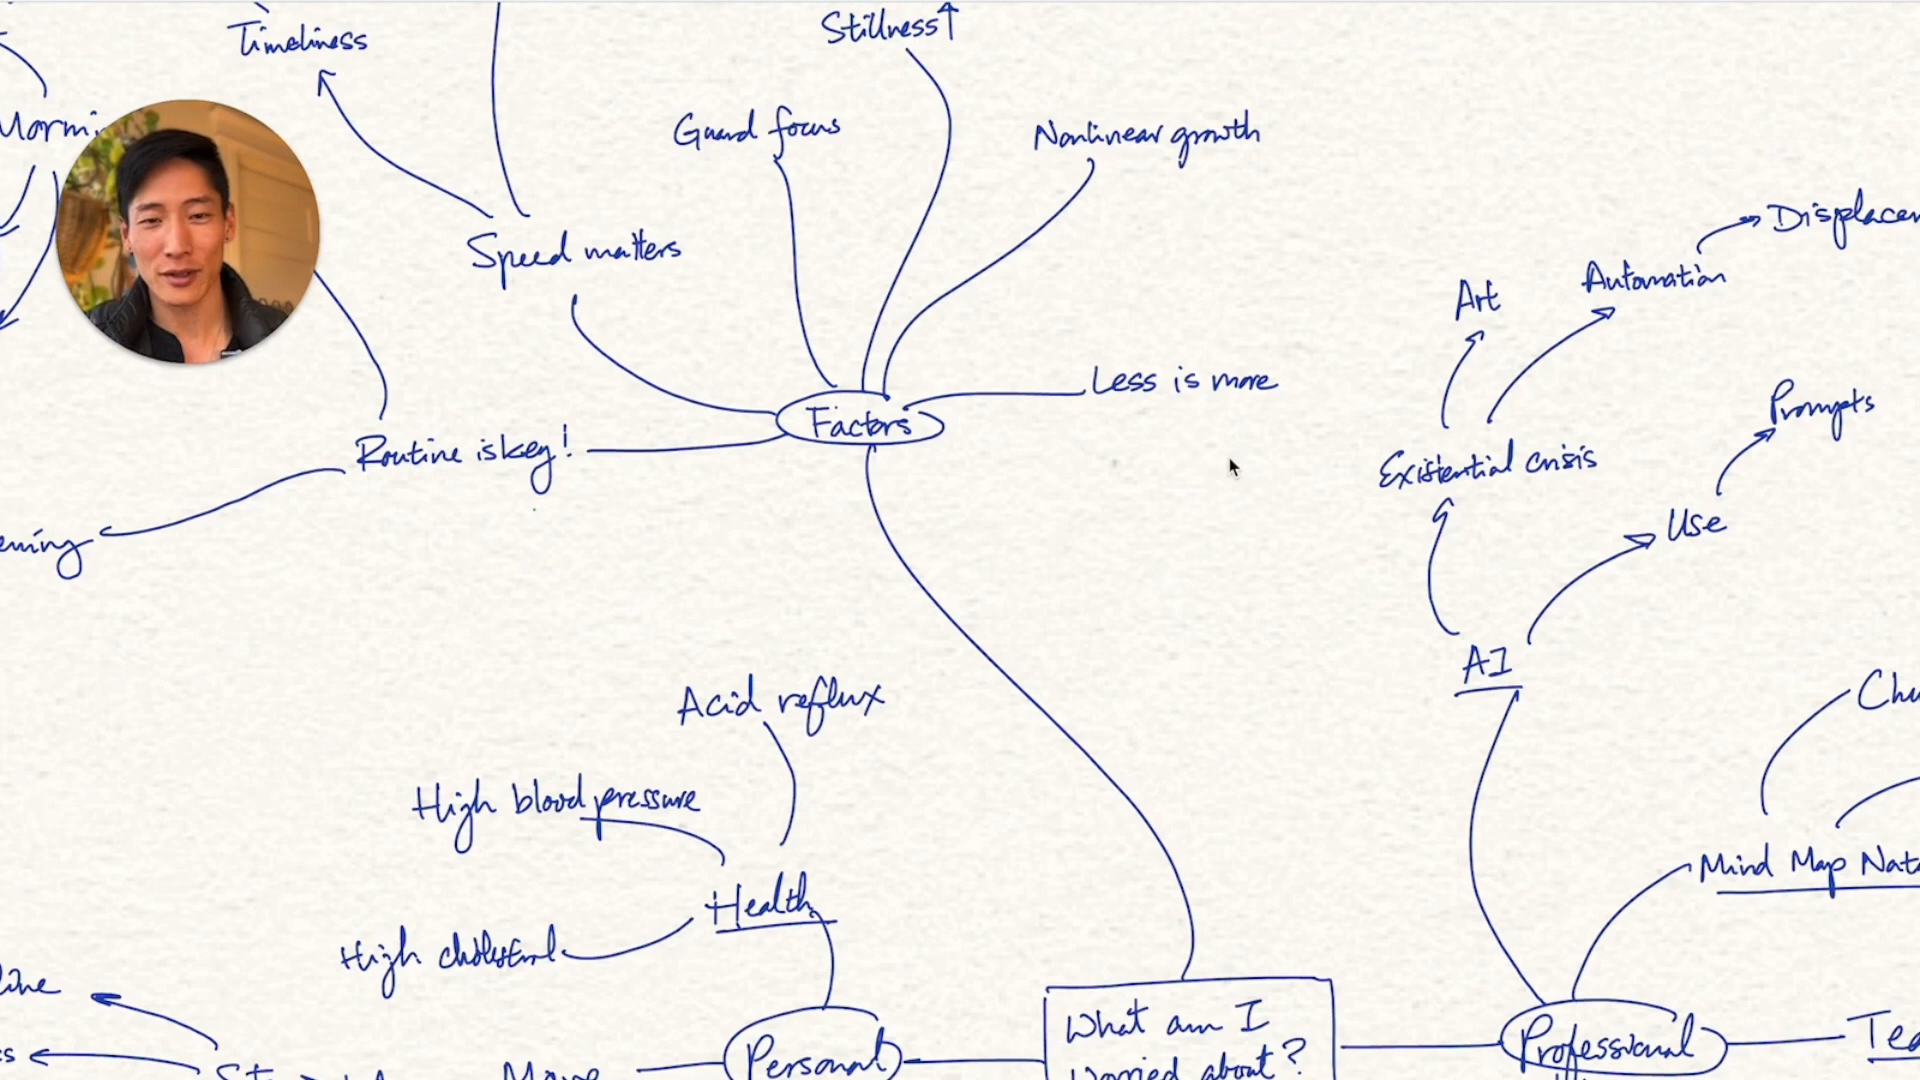 Timeliness
Stillness↑
Guard focus
Nonlinear growth
Speed matters
Displacem
Automation
Art
Less is more
Prompts
Factors
Routine is key!
Existential crisis
Use
AI
Acid reflux
High blood pressure
Health
High cholesterol
Mind Map Nat
What am I
worried about?
Personal
Professional